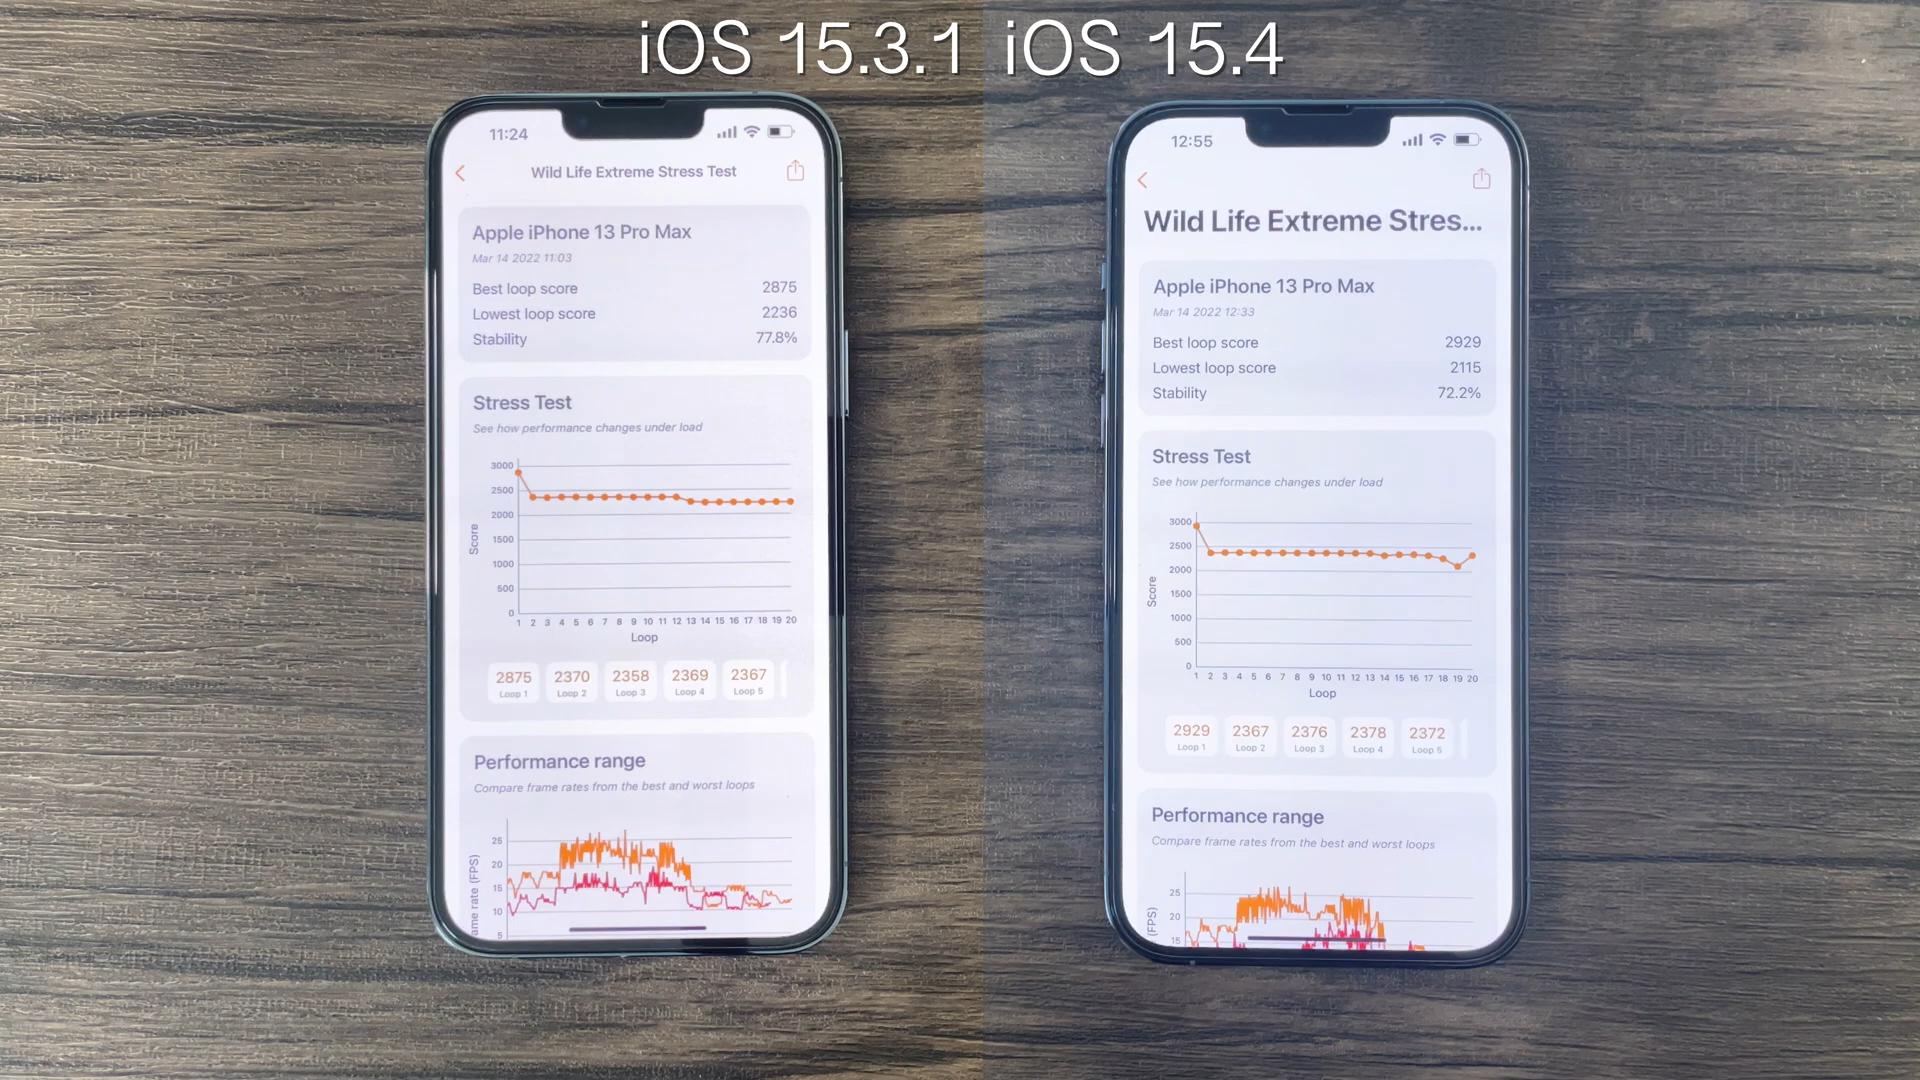 iOS 15.3.1
iOS 15.4
11:24
Wild Life Extreme Stress Test
Apple iPhone 13 Pro Max
Mar 14 2022 11:03
Best loop score 2875
Lowest loop score 2236
Stability 77.8%
Stress Test
See how performance changes under load
3000
2500
2000
1500
1000
500
0
Score
1 2 3 4 5 6 7 8 9 10 11 12 13 14 15 16 17 18 19 20
Loop
2875 2370 2358 2369 2367
Loop 1 Loop 2 Loop 3 Loop 4 Loop 5
Performance range
Compare frame rates from the best and worst loops
25
20
15
10
5
ame rate (FPS)
12:55
Wild Life Extreme Stres...
Apple iPhone 13 Pro Max
Mar 14 2022 12:33
Best loop score 2929
Lowest loop score 2115
Stability 72.2%
Stress Test
See how performance changes under load
3000
2500
2000
1500
1000
500
0
Score
1 2 3 4 5 6 7 8 9 10 11 12 13 14 15 16 17 18 19 20
Loop
2929 2367 2376 2378 2372
Loop 1 Loop 2 Loop 3 Loop 4 Loop 5
Performance range
Compare frame rates from the best and worst loops
25
20
15
(FPS)